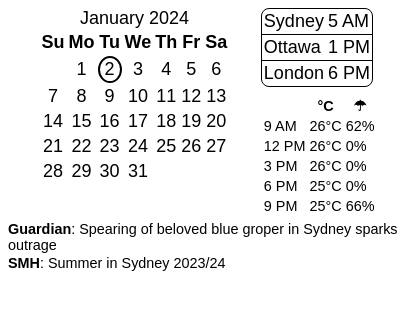 January 2024
Su Mo Tu We Th Fr Sa
1 2 3 4 5 6
7 8 9 10 11 12 13
14 15 16 17 18 19 20
21 22 23 24 25 26 27
28 29 30 31
Sydney 5 AM
Ottawa 1 PM
London 6 PM
°C ☂
9 AM 26°C 62%
12 PM 26°C 0%
3 PM 26°C 0%
6 PM 25°C 0%
9 PM 25°C 66%
Guardian: Spearing of beloved blue groper in Sydney sparks
outrage
SMH: Summer in Sydney 2023/24